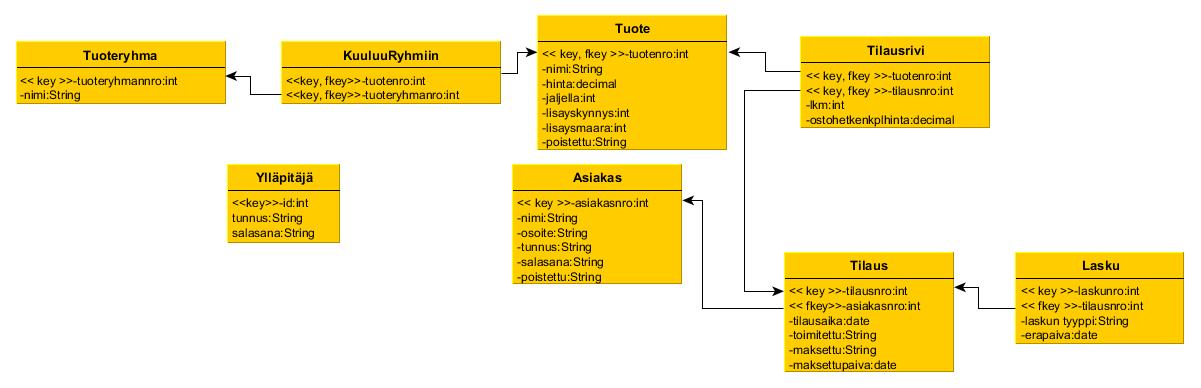 Tuoteryhma
<< key >>-tuoteryhmannro:int
-nimi:String
KuuluuRyhmiin
<<key, fkey>>-tuotenro:int
<<key, fkey>>-tuoteryhmanro:int
Tuote
<< key, fkey >>-tuotenro:int
-nimi:String
-hinta:decimal
-jaljella:int
-lisayskynnys:int
-lisaysmaara:int
-poistettu:String
Tilausrivi
<< key, fkey >>-tuotenro:int
<< key, fkey >>-tilausnro:int
-lkm:int
-ostohetkenkplhinta:decimal
Ylläpitäjä
<<key>>-id:int
tunnus:String
salasana:String
Asiakas
<< key >>-asiakasnro:int
-nimi:String
-osoite:String
-tunnus:String
-salasana:String
-poistettu:String
Tilaus
<< key >>-tilausnro:int
<< fkey>>-asiakasnro:int
-tilausaika:date
-toimitettu:String
-maksettu:String
-maksettupaiva:date
Lasku
<< key >>-laskunro:int
<< fkey >>-tilausnro:int
-laskun tyyppi:String
-erapaiva:date